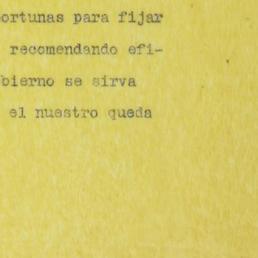 ortunas para fijar
recomendando efi-
bierno se sirva
el nuestro queda